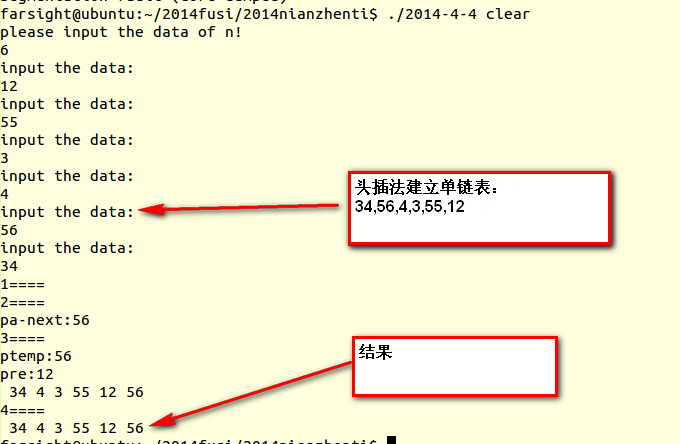 farsight@ubuntu:~/2014fusi/2014nianzhenti$ ./2014-4-4 clear
please input the data of n!
6
input the data:
12
input the data:
55
input the data:
3
input the data:
4
input the data:
56
input the data:
34
头插法建立单链表：
34,56,4,3,55,12
1====
2====
pa-next:56
3====
ptemp:56
pre:12
34 4 3 55 12 56
4====
34 4 3 55 12 56
结果
farsight@ubuntu:~/2014fusi/2014nianzhenti$